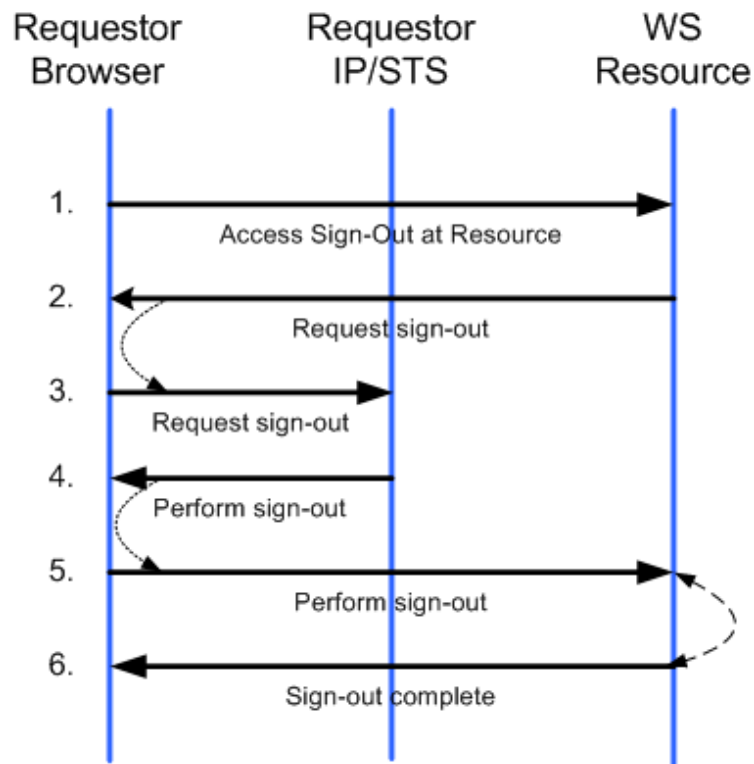 Requestor Browser
Requestor IP/STS
WS Resource
1.
Access Sign-Out at Resource
2.
Request sign-out
3.
Request sign-out
4.
Perform sign-out
5.
Perform sign-out
6.
Sign-out complete